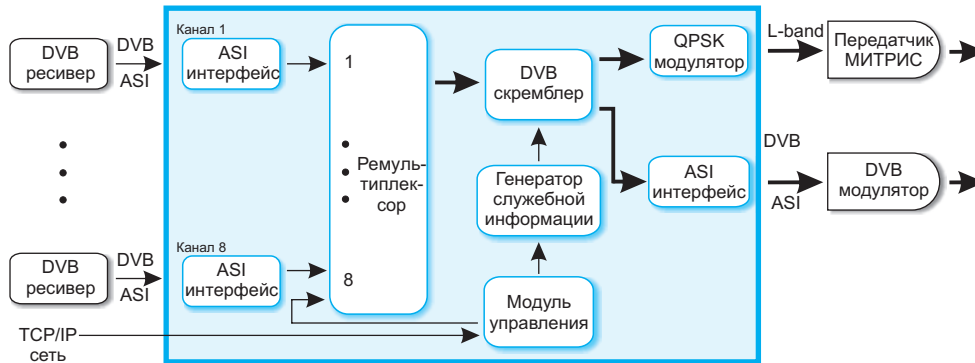 DVB
ресивер
DVB
ASI
Канал 1
ASI
интерфейс
1
Ремуль-
типлек-
сор
8
DVB
скремблер
QPSK
модулятор
L-band
Передатчик
МИТРИС
Генератор
служебной
информации
ASI
интерфейс
DVB
ASI
DVB
модулятор
DVB
ресивер
DVB
ASI
Канал 8
ASI
интерфейс
Модуль
управления
TCP/IP
сеть